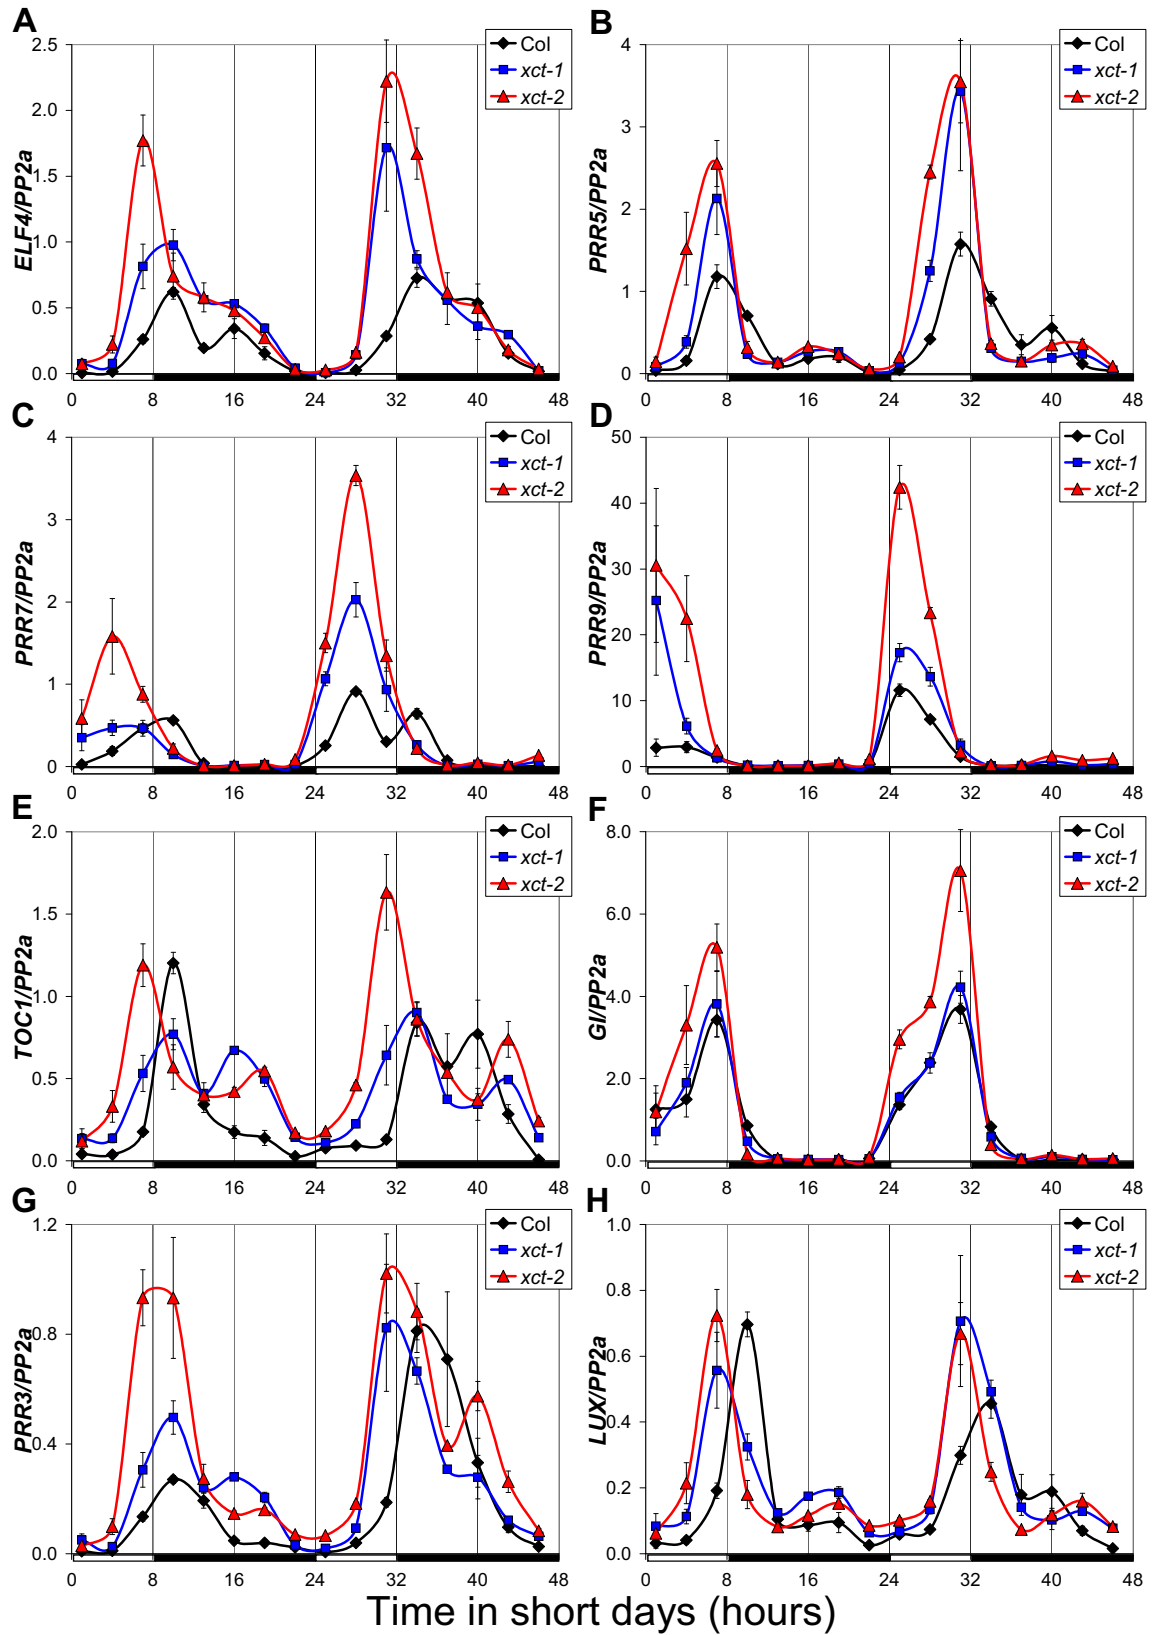 A
2.5
2.0
1.5
1.0
0.5
0.0
ELF4/PP2a
Col
xct-1
xct-2
0 8 16 24 32 40 48
B
4
3
2
1
0
PRR5/PP2a
Col
xct-1
xct-2
0 8 16 24 32 40 48
C
4
3
2
1
0
PRR7/PP2a
Col
xct-1
xct-2
0 8 16 24 32 40 48
D
50
40
30
20
10
0
PRR9/PP2a
Col
xct-1
xct-2
0 8 16 24 32 40 48
E
2.0
1.5
1.0
0.5
0.0
TOC1/PP2a
Col
xct-1
xct-2
0 8 16 24 32 40 48
F
8.0
6.0
4.0
2.0
0.0
GI/PP2a
Col
xct-1
xct-2
0 8 16 24 32 40 48
G
1.2
0.8
0.4
0.0
PRR3/PP2a
Col
xct-1
xct-2
0 8 16 24 32 40 48
H
1.0
0.8
0.6
0.4
0.2
0.0
LUX/PP2a
Col
xct-1
xct-2
0 8 16 24 32 40 48
Time in short days (hours)